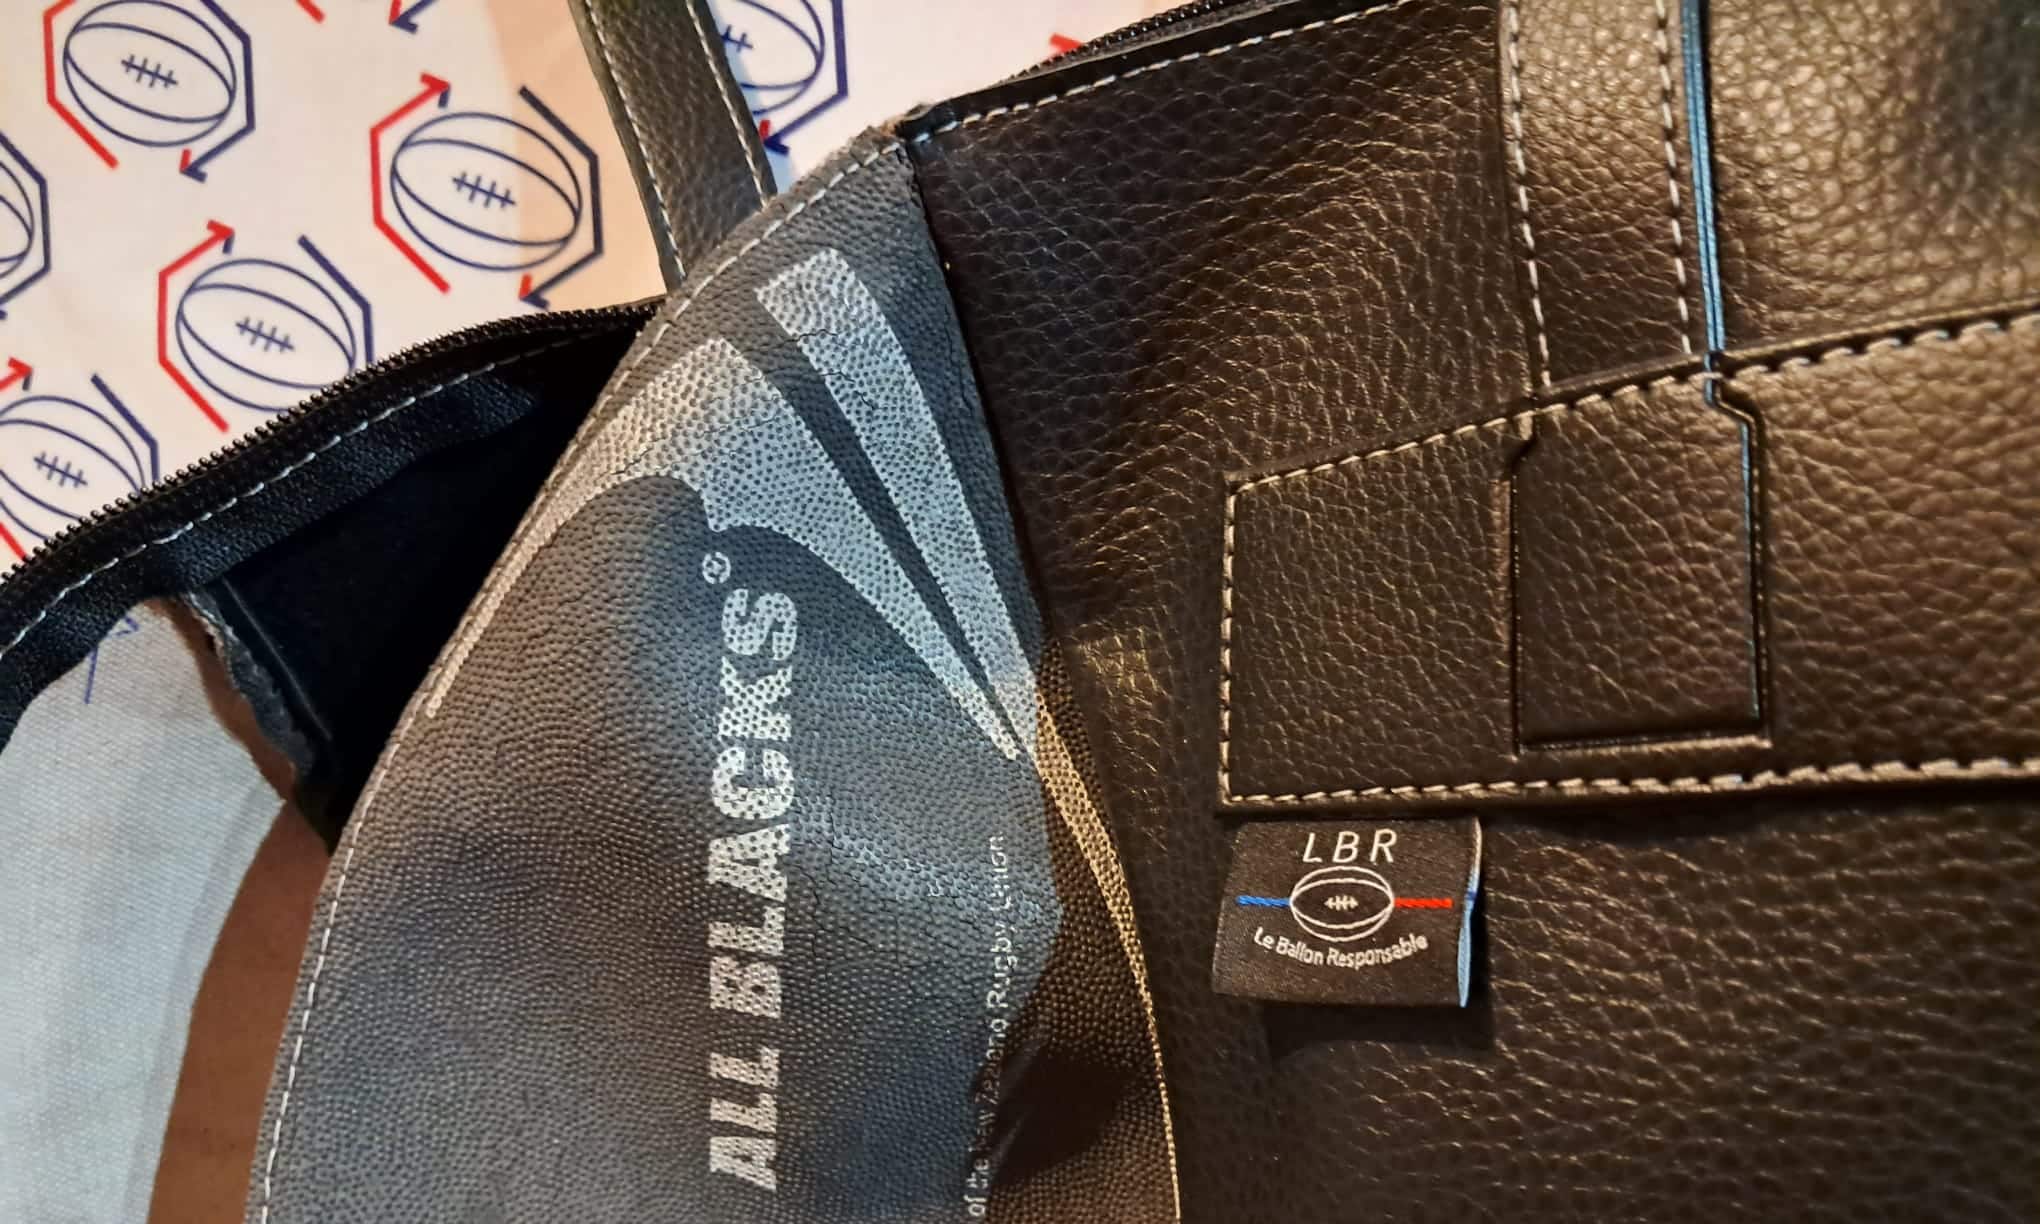 ALL BLACKS®
of the New Zealand Rugby Union
LBR
Le Ballon Responsable